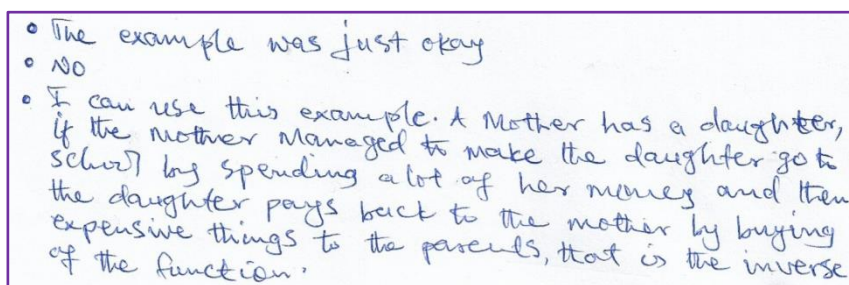 • The example was just okay
• NO
• I can use this example. A Mother has a daughter,
if the Mother Managed to make the daughter go to
school by spending a lot of her money and then
the daughter pays back to the mother by buying
expensive things to the parents, that is the inverse
of the function.